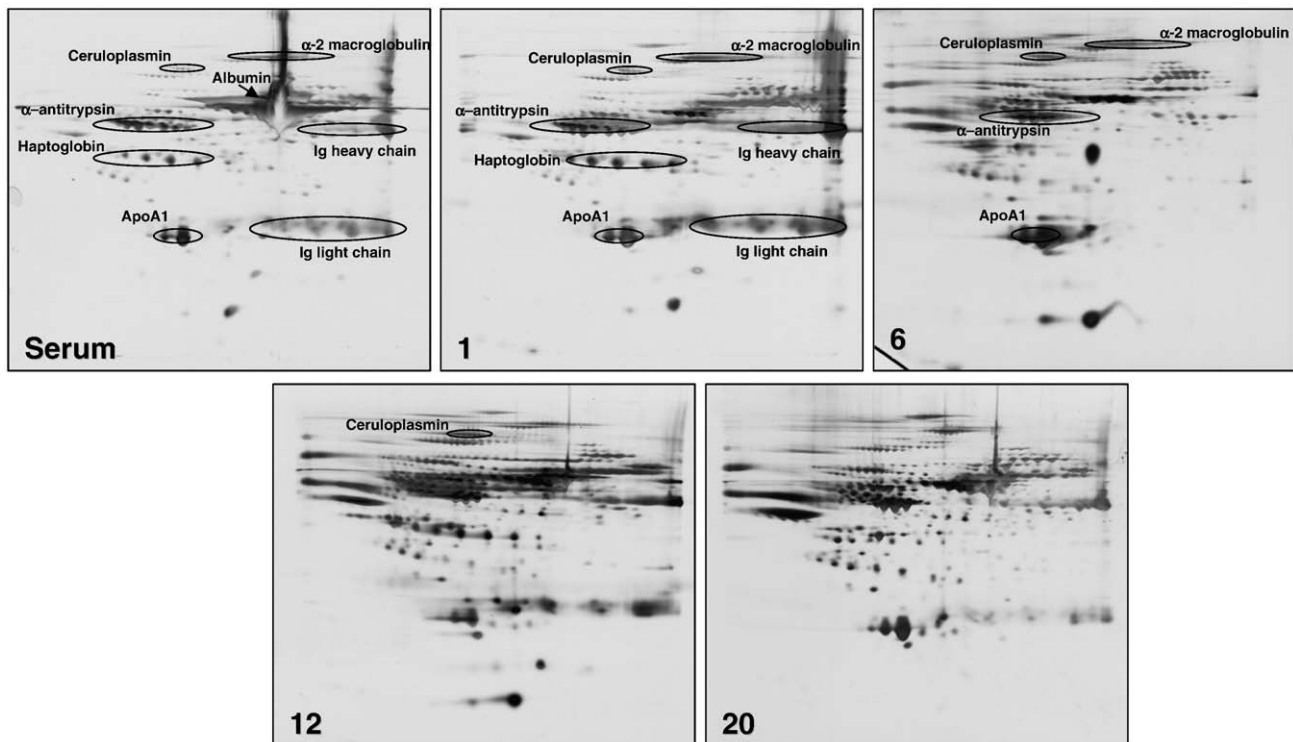 α-2 macroglobulin
Ceruloplasmin
Albumin
α–antitrypsin
Haptoglobin
Ig heavy chain
ApoA1
Ig light chain
Serum
α-2 macroglobulin
Ceruloplasmin
α–antitrypsin
Haptoglobin
Ig heavy chain
ApoA1
Ig light chain
1
Ceruloplasmin
α-2 macroglobulin
α–antitrypsin
ApoA1
6
Ceruloplasmin
12
20